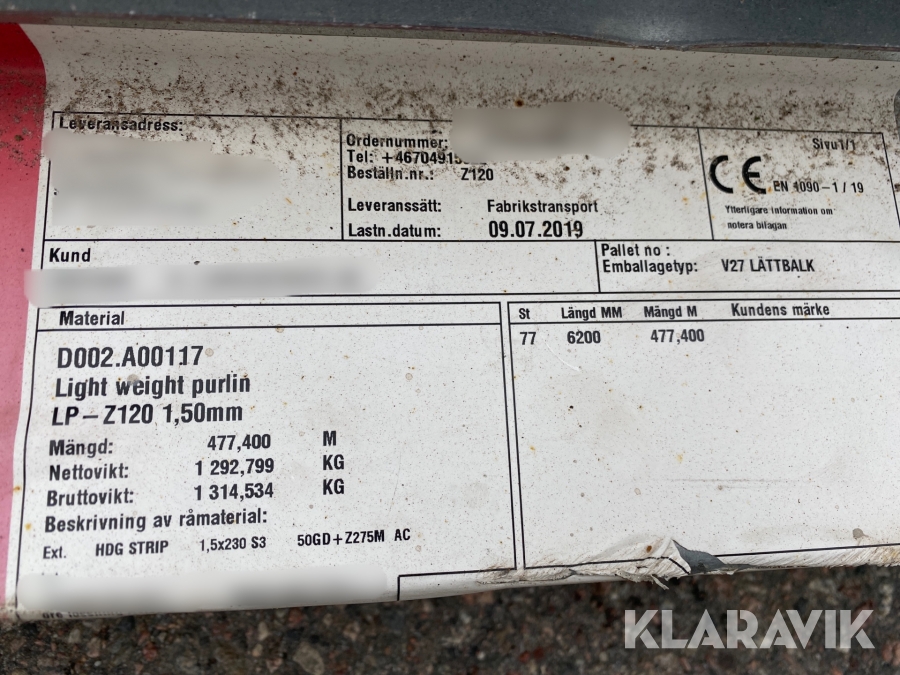 Leveransadress:
Ordernummer:
Tel: +4670491
Beställn.nr.: Z120
Leveranssätt: Fabrikstransport
Lastn.datum: 09.07.2019
Sivu1/1
CE EN 1090-1/19
Ytterligare information om
notera bifagan
Kund
Pallet no :
Emballagetyp: V27 LÄTTBALK
Material
D002.A00117
Light weight purlin
LP-Z120 1,50mm
Mängd: 477,400 M
Nettovikt: 1 292,799 KG
Bruttovikt: 1 314,534 KG
Beskrivning av råmaterial:
Ext. HDG STRIP 1,5x230 S3 50GD+Z275M AC
St Längd MM Mängd M Kundens märke
77 6200 477,400
KLARAVIK